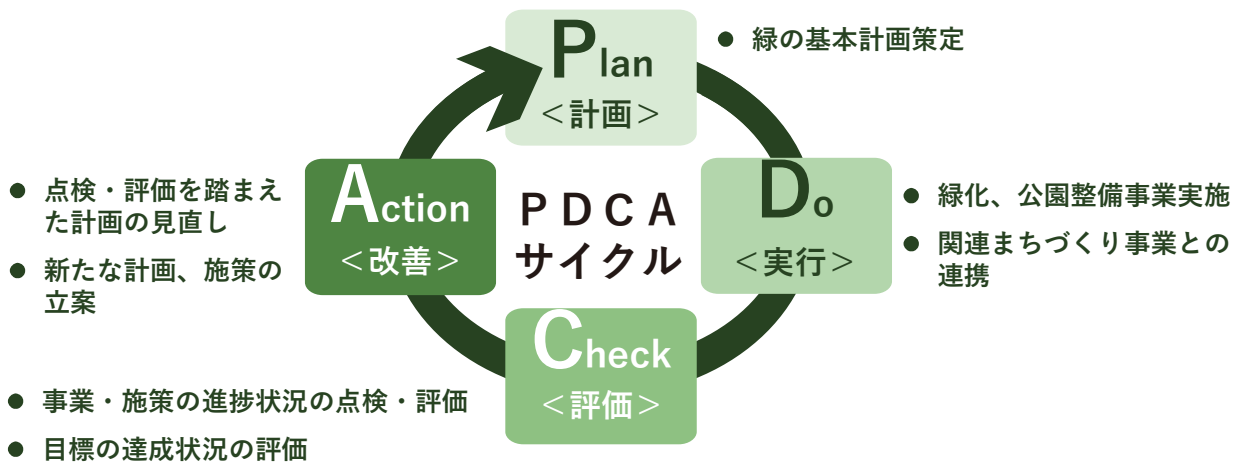 Plan
＜計画＞
● 緑の基本計画策定
Do
＜実行＞
● 緑化、公園整備事業実施
● 関連まちづくり事業との
連携
Check
＜評価＞
● 事業・施策の進捗状況の点検・評価
● 目標の達成状況の評価
Action
＜改善＞
● 点検・評価を踏まえ
た計画の見直し
● 新たな計画、施策の
立案
ＰＤＣＡ
サイクル